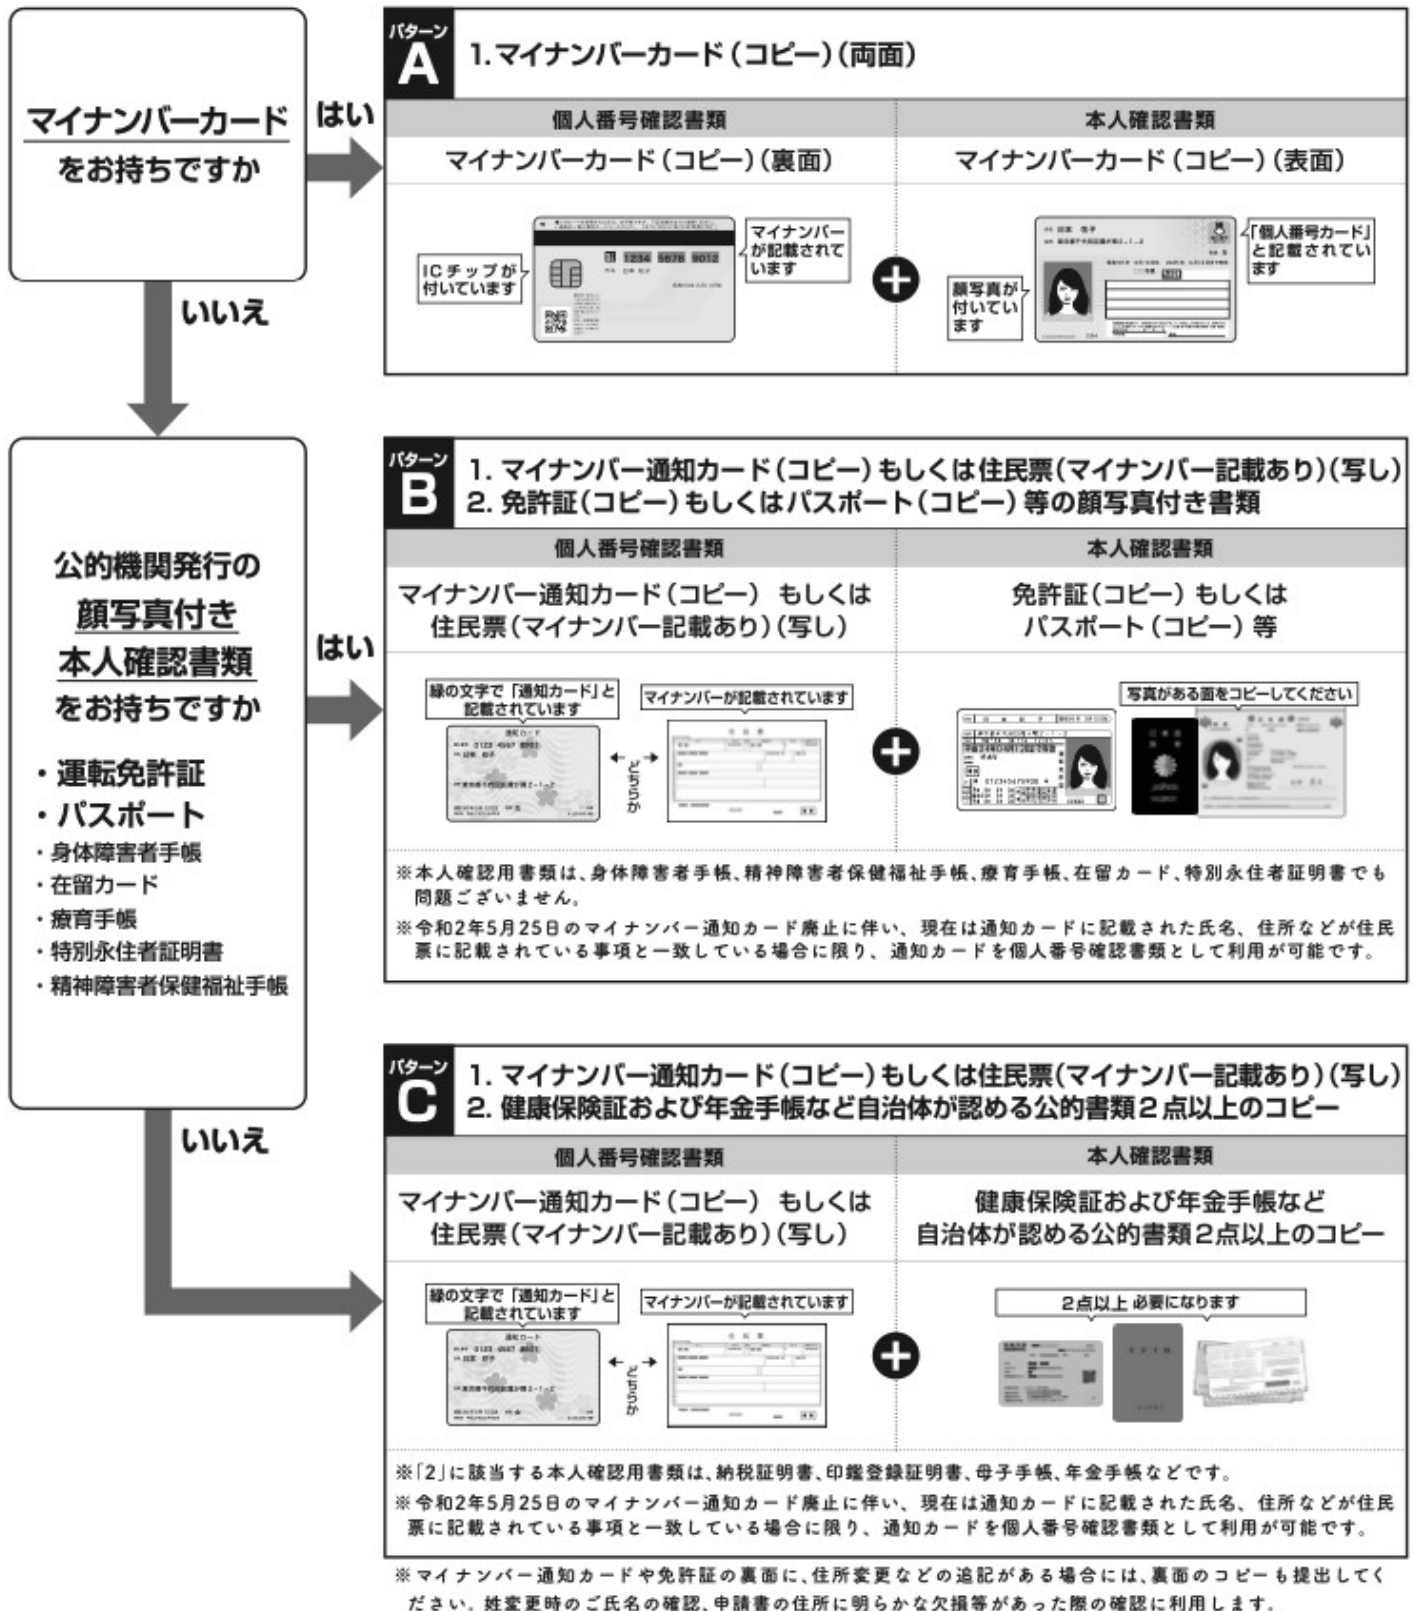 マイナンバーカード
をお持ちですか
はい
いいえ
パターン
A
1.マイナンバーカード(コピー)(両面)
個人番号確認書類
本人確認書類
マイナンバーカード(コピー)(裏面)
マイナンバーカード(コピー)(表面)
ICチップが
付いています
1234 5678 9012
マイナンバー
が記載されて
います
顔写真が
付いてい
ます
「個人番号カード」
と記載されてい
ます
公的機関発行の
顔写真付き
本人確認書類
をお持ちですか
・運転免許証
・パスポート
・身体障害者手帳
・在留カード
・療育手帳
・特別永住者証明書
・精神障害者保健福祉手帳
はい
いいえ
パターン
B
1. マイナンバー通知カード(コピー)もしくは住民票(マイナンバー記載あり)(写し)
2. 免許証(コピー)もしくはパスポート(コピー)等の顔写真付き書類
個人番号確認書類
本人確認書類
マイナンバー通知カード(コピー) もしくは
住民票(マイナンバー記載あり)(写し)
免許証(コピー)もしくは
パスポート(コピー)等
緑の文字で「通知カード」と
記載されています
通知カード
どちらか
マイナンバーが記載されています
住民票
写真がある面をコピーしてください
※本人確認用書類は、身体障害者手帳、精神障害者保健福祉手帳、療育手帳、在留カード、特別永住者証明書でも
問題ございません。
※令和2年5月25日のマイナンバー通知カード廃止に伴い、現在は通知カードに記載された氏名、住所などが住民
票に記載されている事項と一致している場合に限り、通知カードを個人番号確認書類として利用が可能です。
パターン
C
1. マイナンバー通知カード(コピー)もしくは住民票(マイナンバー記載あり)(写し)
2. 健康保険証および年金手帳など自治体が認める公的書類2点以上のコピー
個人番号確認書類
本人確認書類
マイナンバー通知カード(コピー) もしくは
住民票(マイナンバー記載あり)(写し)
健康保険証および年金手帳など
自治体が認める公的書類2点以上のコピー
緑の文字で「通知カード」と
記載されています
通知カード
どちらか
マイナンバーが記載されています
住民票
2点以上必要になります
※「2」に該当する本人確認用書類は、納税証明書、印鑑登録証明書、母子手帳、年金手帳などです。
※令和2年5月25日のマイナンバー通知カード廃止に伴い、現在は通知カードに記載された氏名、住所などが住民
票に記載されている事項と一致している場合に限り、通知カードを個人番号確認書類として利用が可能です。
※マイナンバー通知カードや免許証の裏面に、住所変更などの追記がある場合には、裏面のコピーも提出してく
ださい。姓変更時のご氏名の確認、申請書の住所に明らかな欠損等があった際の確認に利用します。